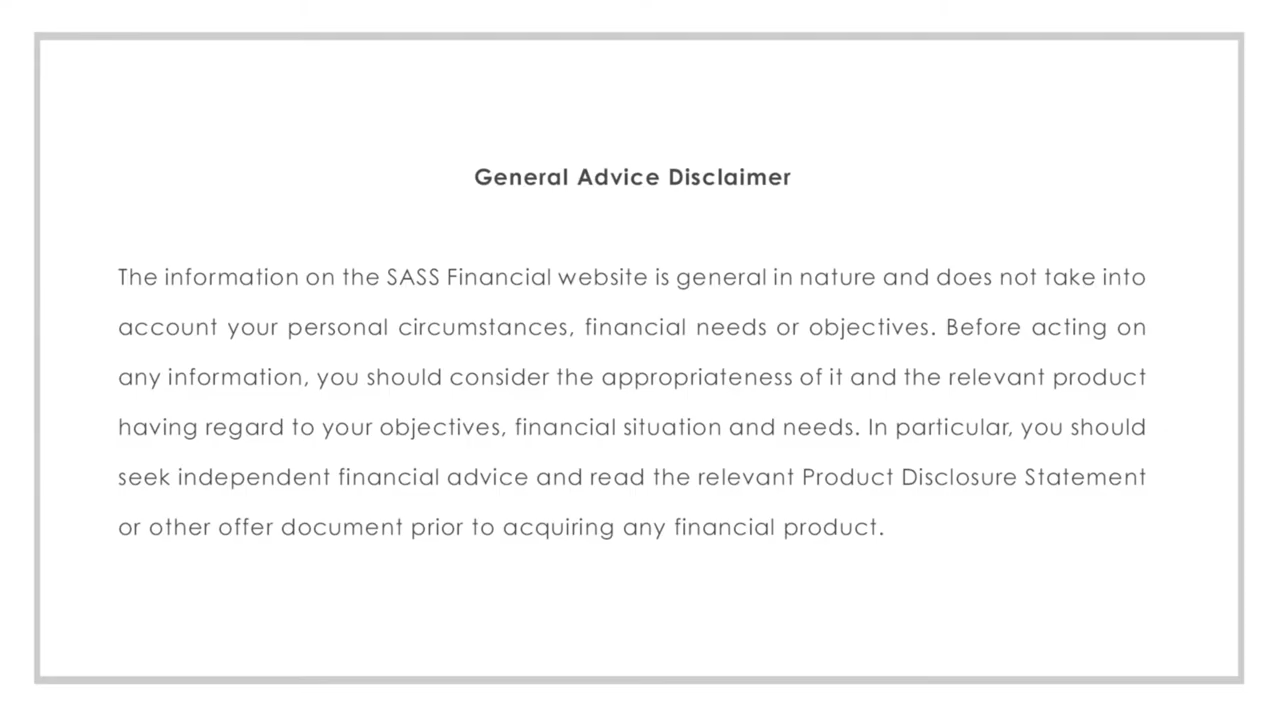 General Advice Disclaimer
The information on the SASS Financial website is general in nature and does not take into
account your personal circumstances, financial needs or objectives. Before acting on
any information, you should consider the appropriateness of it and the relevant product
having regard to your objectives, financial situation and needs. In particular, you should
seek independent financial advice and read the relevant Product Disclosure Statement
or other offer document prior to acquiring any financial product.